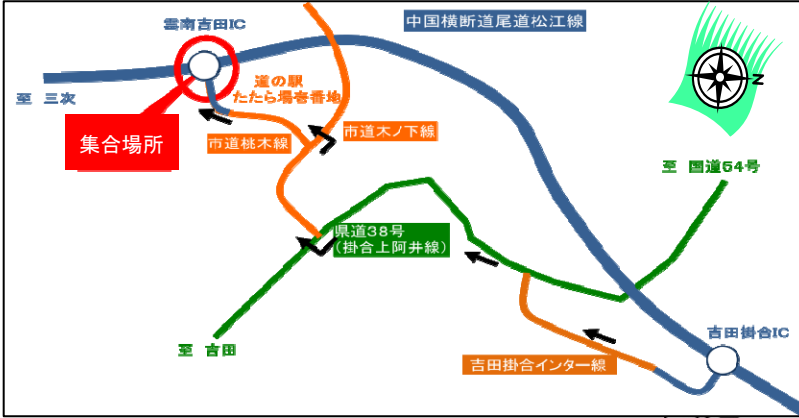 雲南吉田IC
中国横断道尾道松江線
至 三次
道の駅
たたら場壱番地
集合場所
市道桃木線
市道木ノ下線
N
至 国道54号
県道38号
(掛合上阿井線)
至 吉田
吉田掛合インター線
吉田掛合IC